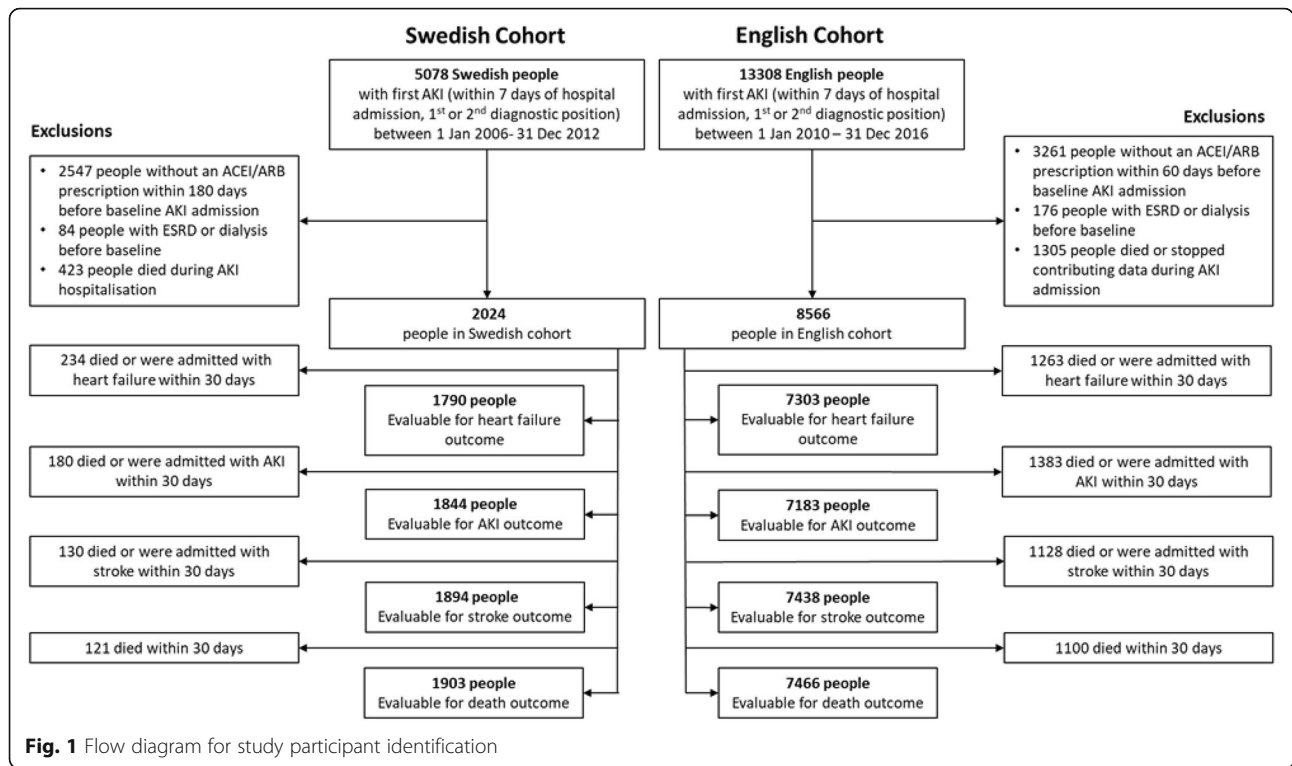 Swedish Cohort
English Cohort
5078 Swedish people
with first AKI (within 7 days of hospital
admission, 1st or 2nd diagnostic position)
between 1 Jan 2006- 31 Dec 2012
13308 English people
with first AKI (within 7 days of hospital
admission, 1st or 2nd diagnostic position)
between 1 Jan 2010 – 31 Dec 2016
Exclusions
• 2547 people without an ACEI/ARB
prescription within 180 days
before baseline AKI admission
• 84 people with ESRD or dialysis
before baseline
• 423 people died during AKI
hospitalisation
Exclusions
• 3261 people without an ACEI/ARB
prescription within 60 days before
baseline AKI admission
• 176 people with ESRD or dialysis
before baseline
• 1305 people died or stopped
contributing data during AKI
admission
2024
people in Swedish cohort
8566
people in English cohort
234 died or were admitted with
heart failure within 30 days
1263 died or were admitted with
heart failure within 30 days
1790 people
Evaluable for heart failure
outcome
7303 people
Evaluable for heart failure
outcome
180 died or were admitted with AKI
within 30 days
1383 died or were admitted with
AKI within 30 days
1844 people
Evaluable for AKI outcome
7183 people
Evaluable for AKI outcome
130 died or were admitted with
stroke within 30 days
1128 died or were admitted with
stroke within 30 days
1894 people
Evaluable for stroke outcome
7438 people
Evaluable for stroke outcome
121 died within 30 days
1100 died within 30 days
1903 people
Evaluable for death outcome
7466 people
Evaluable for death outcome
Fig. 1 Flow diagram for study participant identification